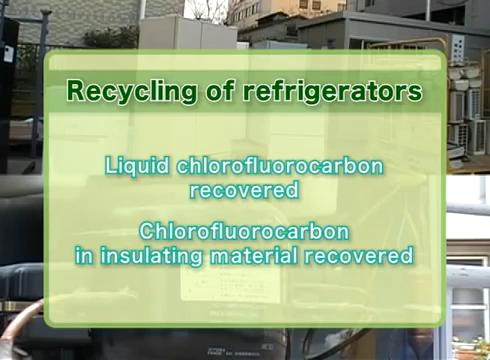 Recycling of refrigerators
Liquid chlorofluorocarbon
recovered
Chlorofluorocarbon
in insulating material recovered